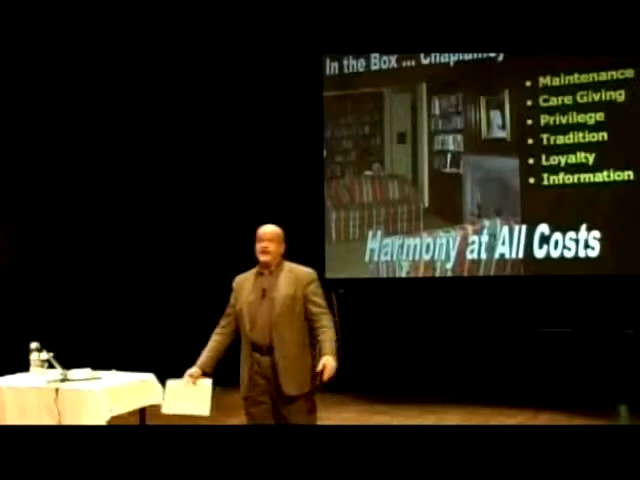 In the Box ... Chaplaincy
• Maintenance
• Care Giving
• Privilege
• Tradition
• Loyalty
• Information
Harmony at All Costs